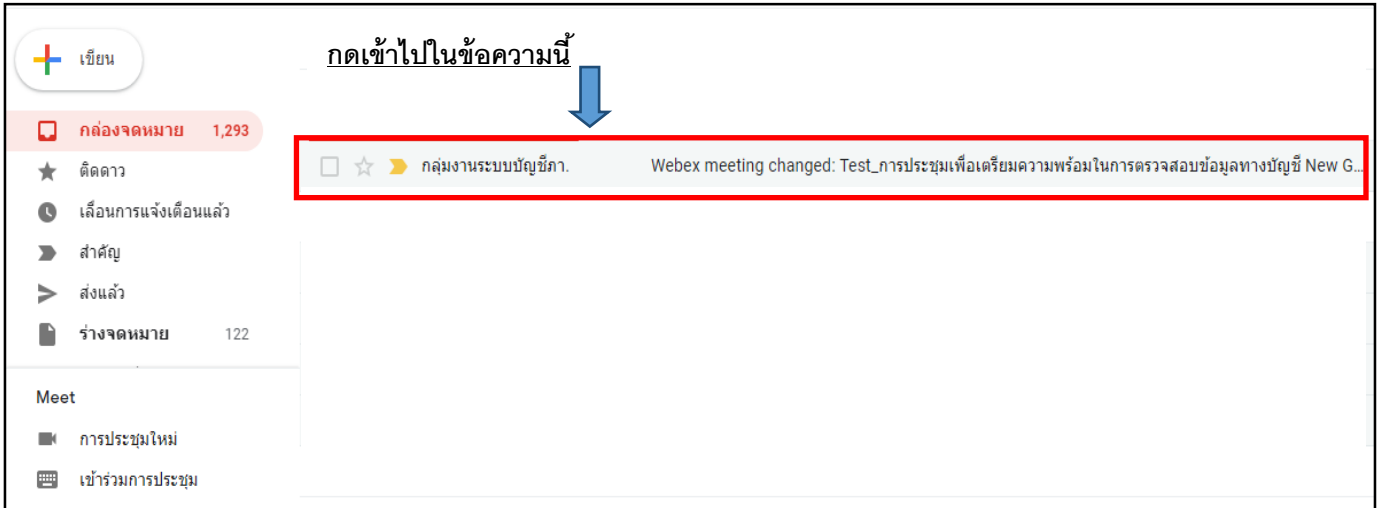 เขียน
กดเข้าไปในข้อความนี้
กล่องจดหมาย 1,293
ติดดาว
กลุ่มงานระบบบัญชีภา. Webex meeting changed: Test_การประชุมเพื่อเตรียมความพร้อมในการตรวจสอบข้อมูลทางบัญชี New G...
เลื่อนการแจ้งเตือนแล้ว
สำคัญ
ส่งแล้ว
ร่างจดหมาย 122
Meet
การประชุมใหม่
เข้าร่วมการประชุม